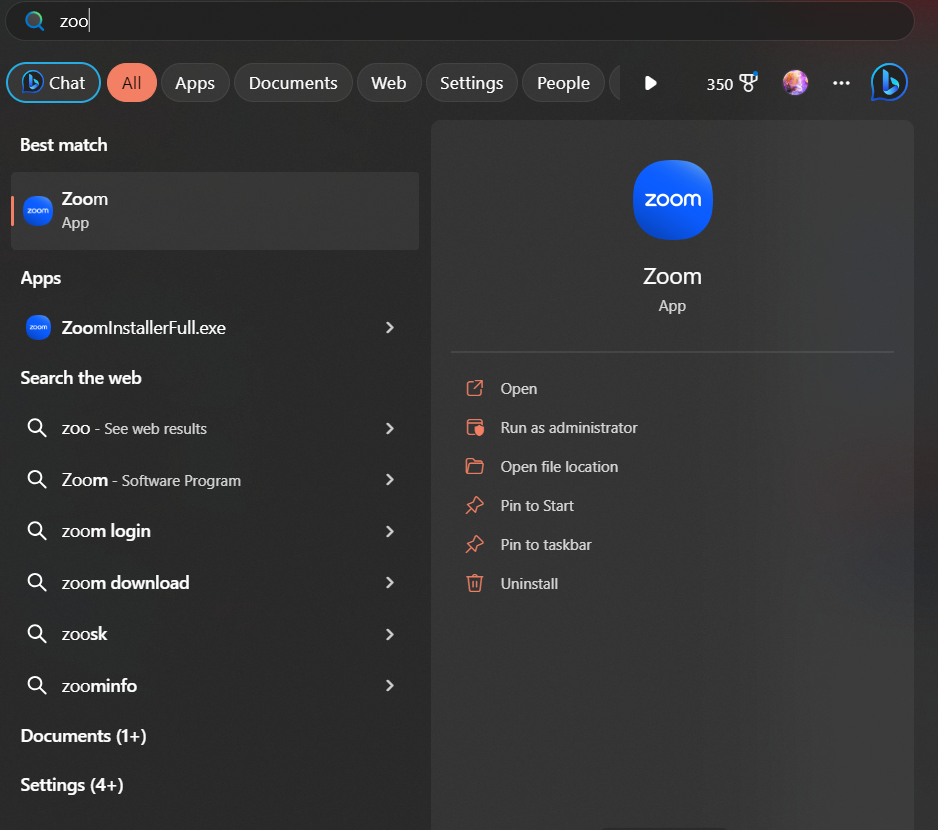 zoo
Chat
All
Apps
Documents
Web
Settings
People
350
Best match
Zoom
App
Apps
zoom
ZoomInstallerFull.exe
Search the web
zoo - See web results
Zoom - Software Program
zoom login
zoom download
zoosk
zoominfo
Documents (1+)
Settings (4+)
zoom
Zoom
App
Open
Run as administrator
Open file location
Pin to Start
Pin to taskbar
Uninstall